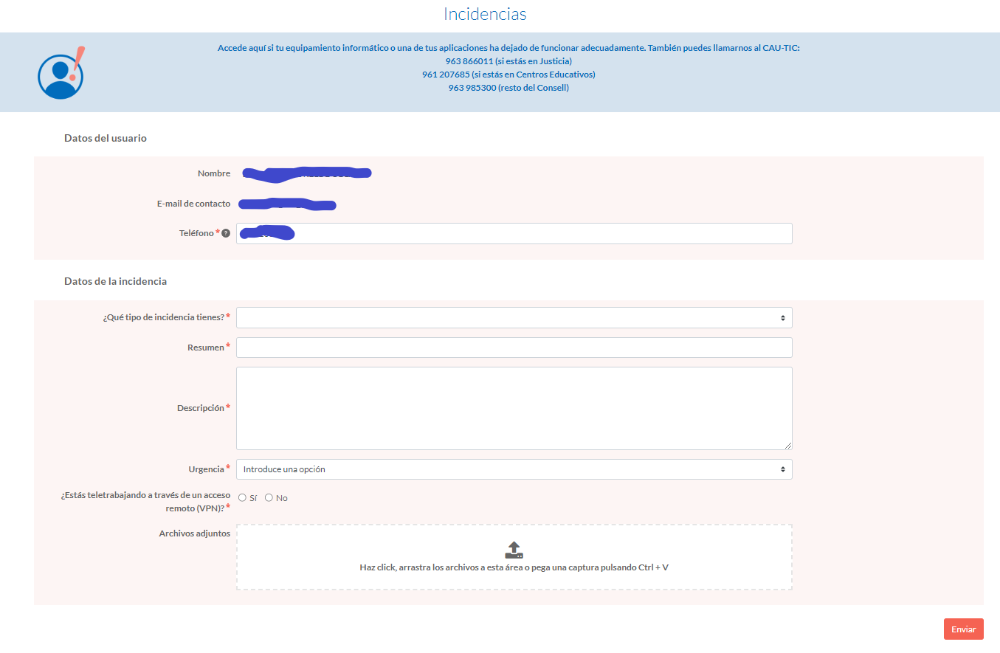 Incidencias
Accede aquí si tu equipamiento informático o una de tus aplicaciones ha dejado de funcionar adecuadamente. También puedes llamarnos al CAU-TIC:
963 866011 (si estás en Justicia)
961 207685 (si estás en Centros Educativos)
963 985300 (resto del Consell)
Datos del usuario
Nombre
E-mail de contacto
Teléfono * ?
Datos de la incidencia
¿Qué tipo de incidencia tienes? *
Resumen *
Descripción *
Urgencia * Introduce una opción
¿Estás teletrabajando a través de un acceso
remoto (VPN)? * Sí No
Archivos adjuntos
Haz click, arrastra los archivos a esta área o pega una captura pulsando Ctrl + V
Enviar